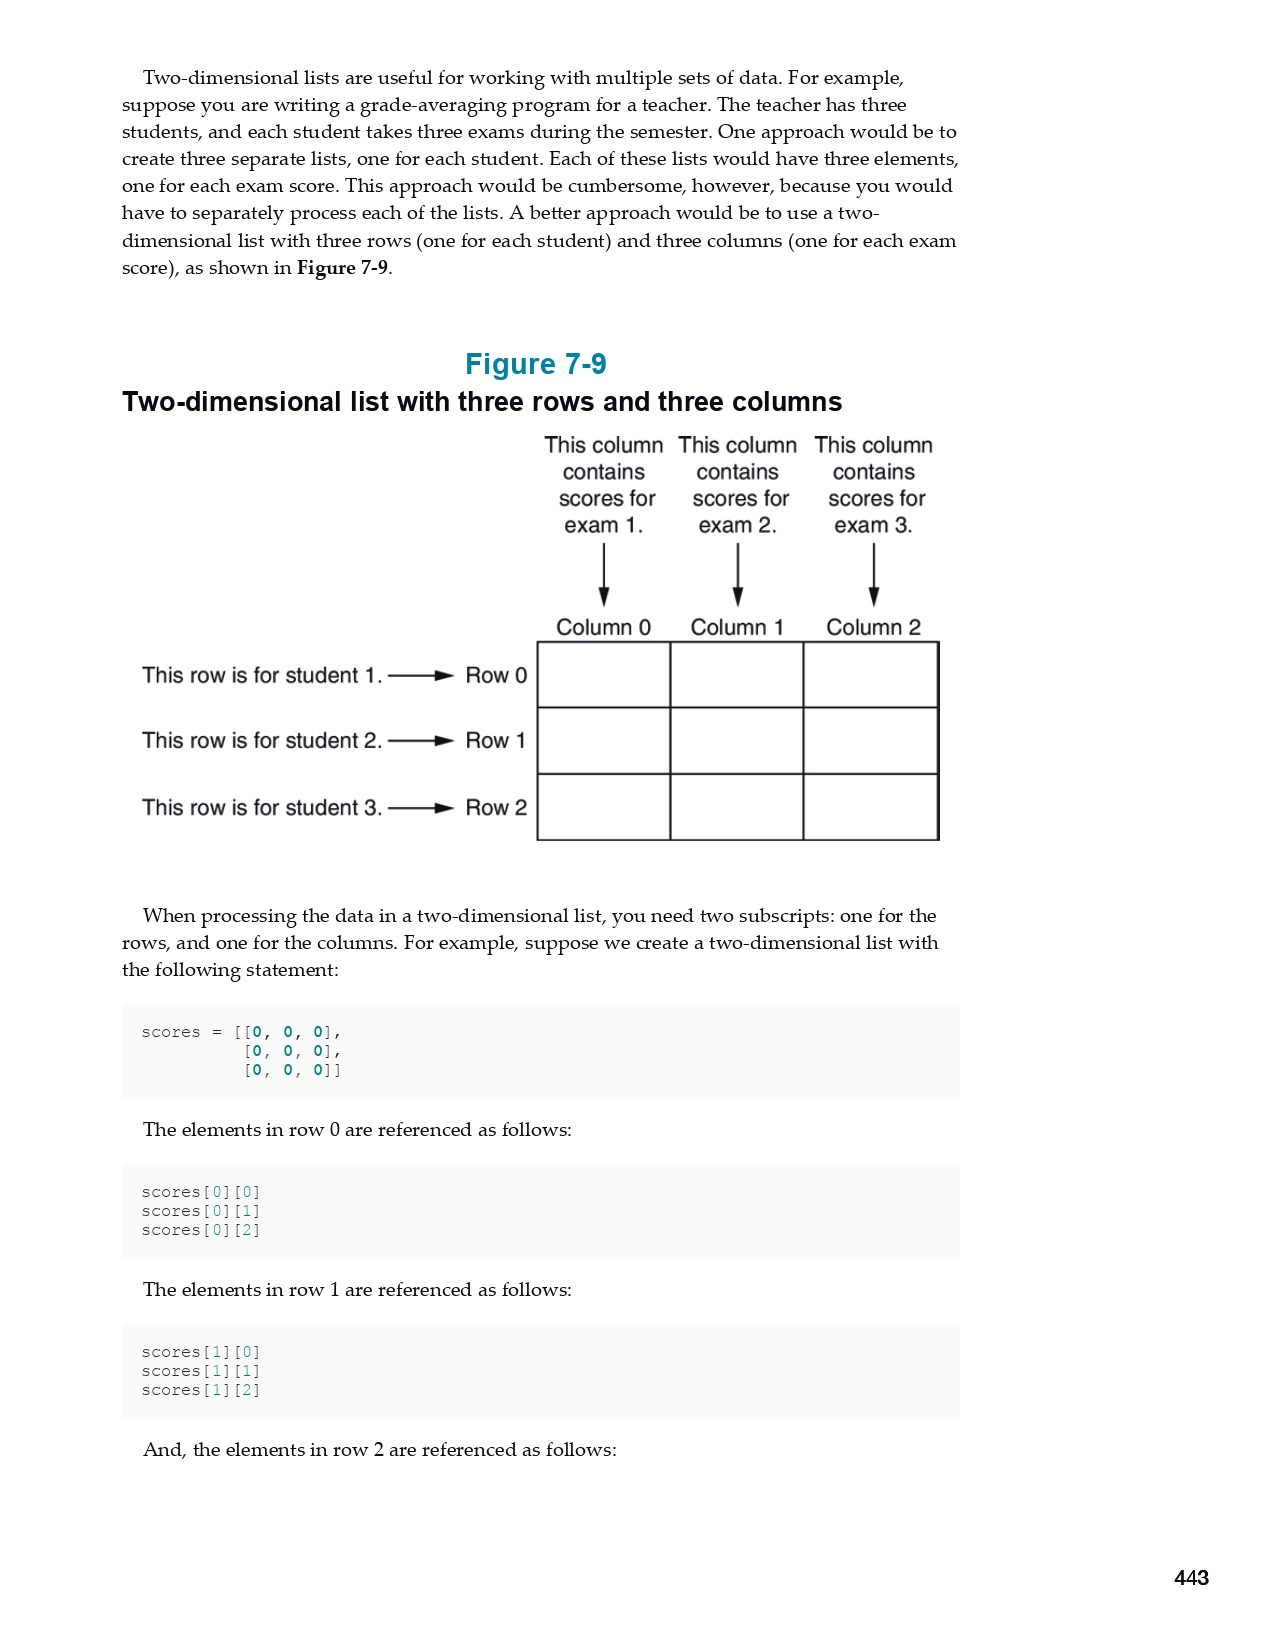 Two-dimensional lists are useful for working with multiple sets of data. For example,
suppose you are writing a grade-averaging program for a teacher. The teacher has three
students, and each student takes three exams during the semester. One approach would be to
create three separate lists, one for each student. Each of these lists would have three elements,
one for each exam score. This approach would be cumbersome, however, because you would
have to separately process each of the lists. A better approach would be to use a two-
dimensional list with three rows (one for each student) and three columns (one for each exam
score), as shown in Figure 7-9.
Figure 7-9
Two-dimensional list with three rows and three columns
This column This column This column
contains contains contains
scores for scores for scores for
exam 1. exam 2. exam 3.
Column 0 Column 1 Column 2
This row is for student 1. Row 0
This row is for student 2. Row 1
This row is for student 3. Row 2
When processing the data in a two-dimensional list, you need two subscripts: one for the
rows, and one for the columns. For example, suppose we create a two-dimensional list with
the following statement:
scores = [[0, 0, 0],
[0, 0, 0],
[0, 0, 0]]
The elements in row 0 are referenced as follows:
scores[0][0]
scores[0][1]
scores[0][2]
The elements in row 1 are referenced as follows:
scores[1][0]
scores[1][1]
scores[1][2]
And, the elements in row 2 are referenced as follows:
443